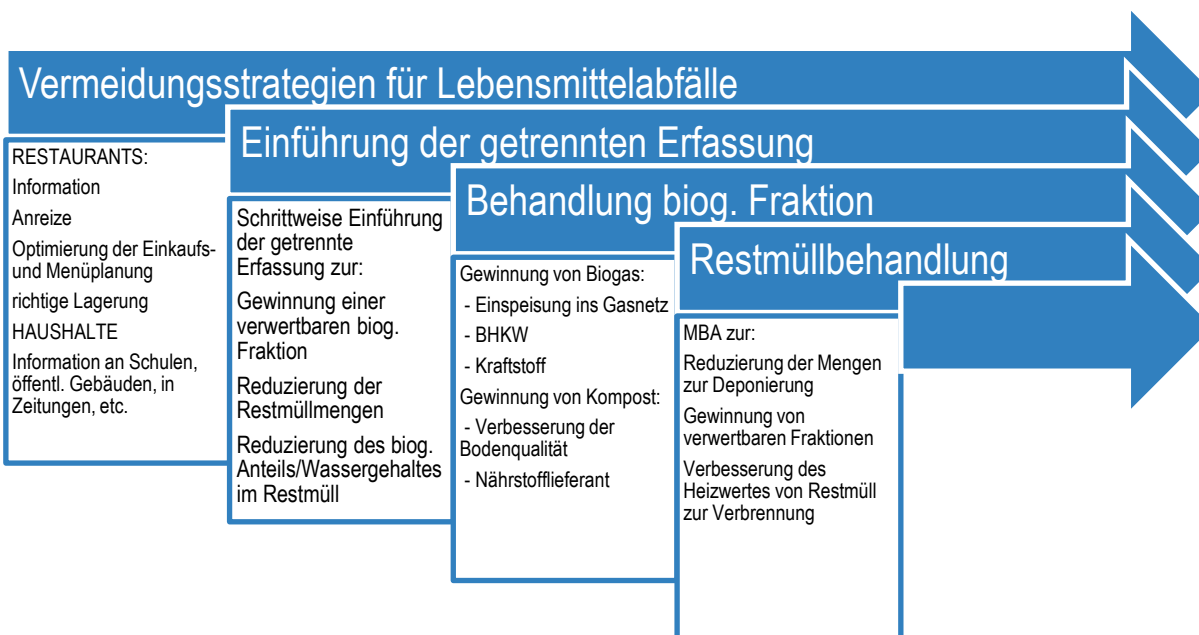 Vermeidungsstrategien für Lebensmittelabfälle
RESTAURANTS:
Information
Anreize
Optimierung der Einkaufs-
und Menüplanung
richtige Lagerung
HAUSHALTE
Information an Schulen,
öffentl. Gebäuden, in
Zeitungen, etc.
Einführung der getrennten Erfassung
Schrittweise Einführung
der getrennte
Erfassung zur:
Gewinnung einer
verwertbaren biog.
Fraktion
Reduzierung der
Restmüllmengen
Reduzierung des biog.
Anteils/Wassergehaltes
im Restmüll
Behandlung biog. Fraktion
Gewinnung von Biogas:
- Einspeisung ins Gasnetz
- BHKW
- Kraftstoff
Gewinnung von Kompost:
- Verbesserung der
Bodenqualität
- Nährstofflieferant
Restmüllbehandlung
MBA zur:
Reduzierung der Mengen
zur Deponierung
Gewinnung von
verwertbaren Fraktionen
Verbesserung des
Heizwertes von Restmüll
zur Verbrennung